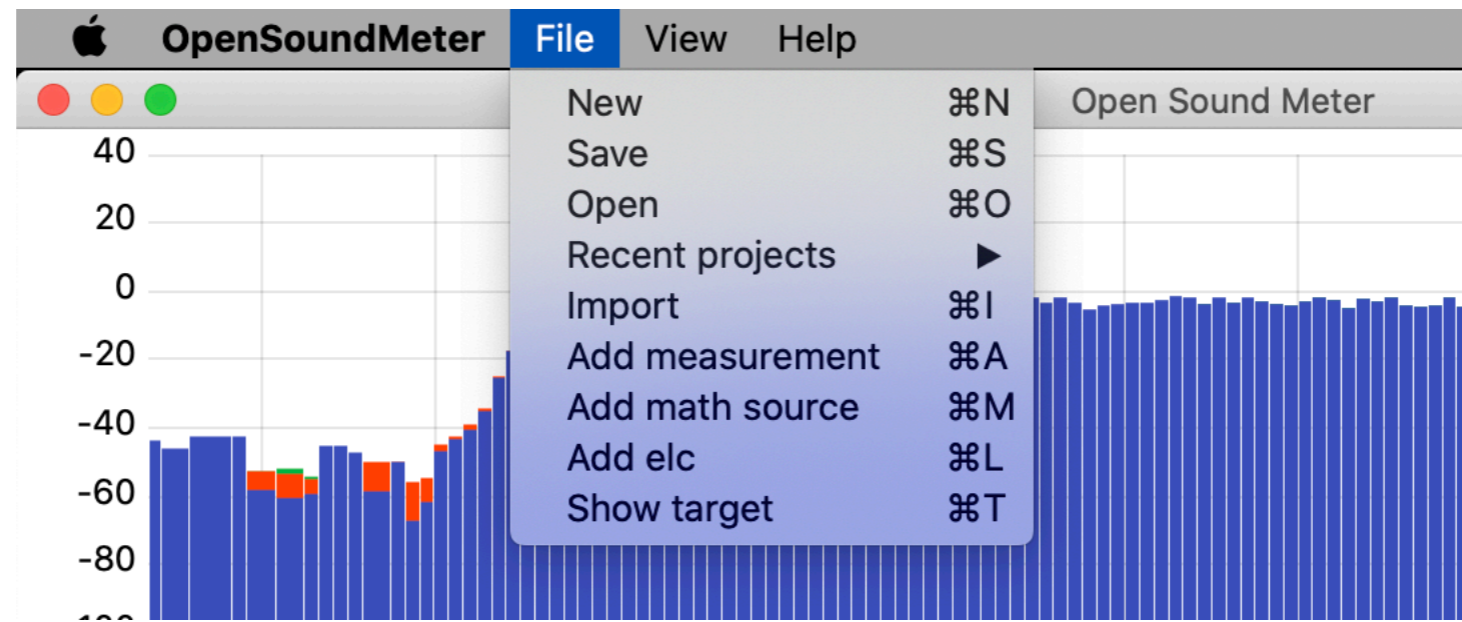 OpenSoundMeter File View Help
Open Sound Meter
New ⌘N
Save ⌘S
Open ⌘O
Recent projects ▶
Import ⌘I
Add measurement ⌘A
Add math source ⌘M
Add elc ⌘L
Show target ⌘T
40
20
0
-20
-40
-60
-80